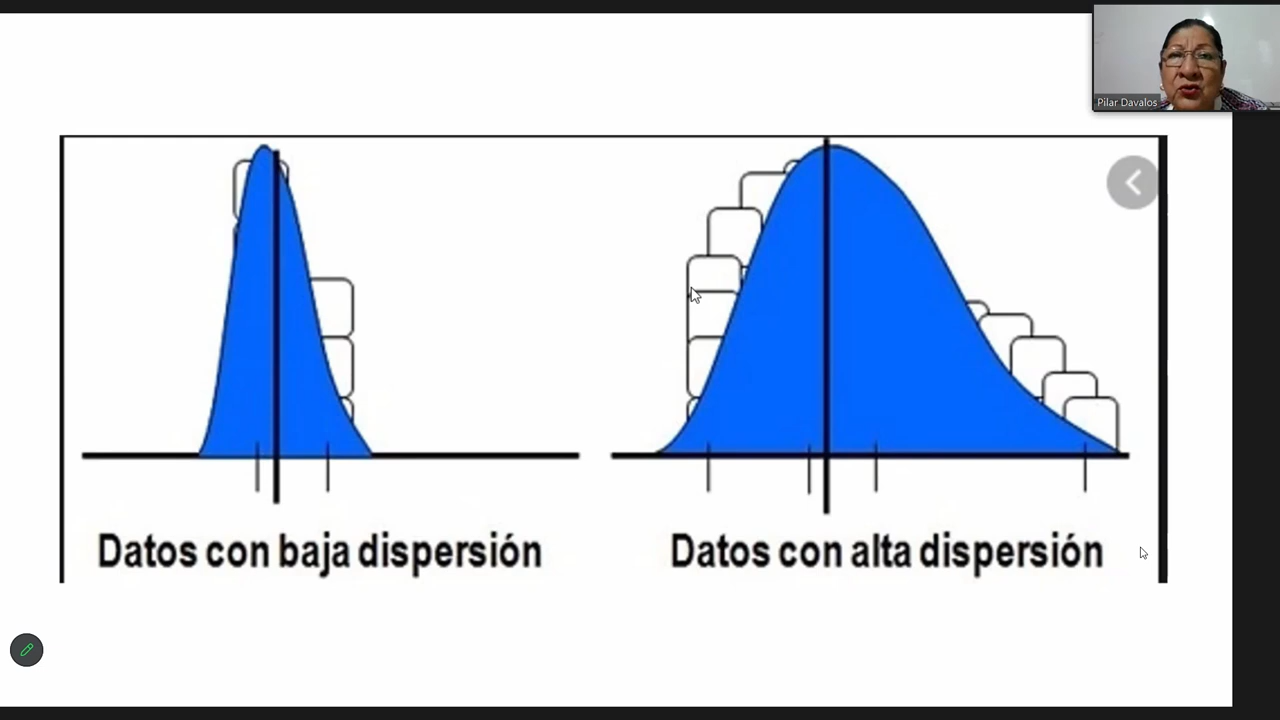 Pilar Davalos
Datos con baja dispersión
Datos con alta dispersión